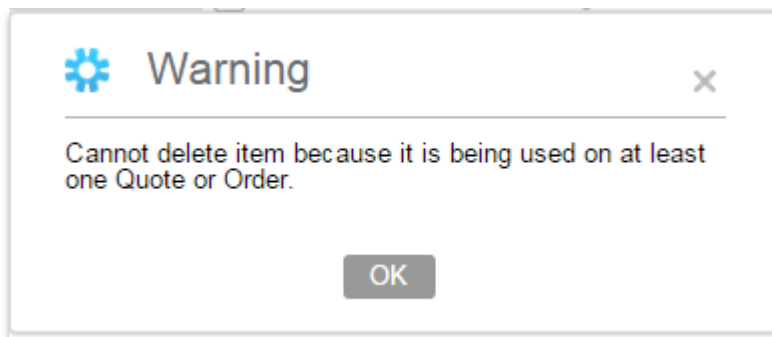 Warning
Cannot delete item because it is being used on at least
one Quote or Order.
OK